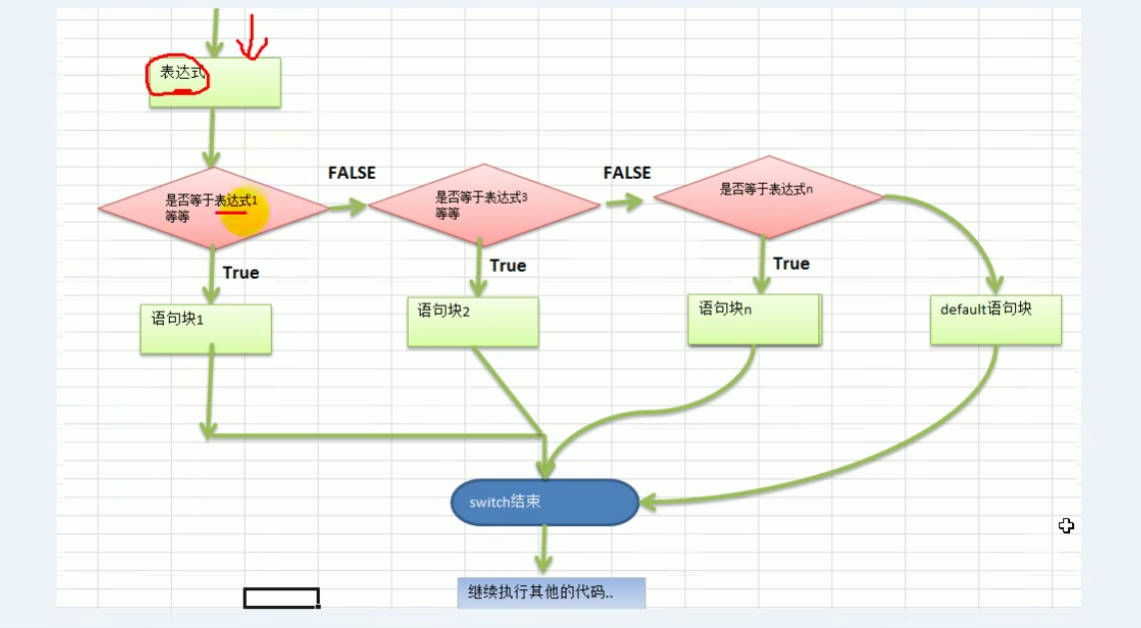 表达式
FALSE
FALSE
是否等于表达式1
等等
是否等于表达式3
等等
是否等于表达式n
True
True
True
语句块1
语句块2
语句块n
default语句块
switch结束
继续执行其他的代码..